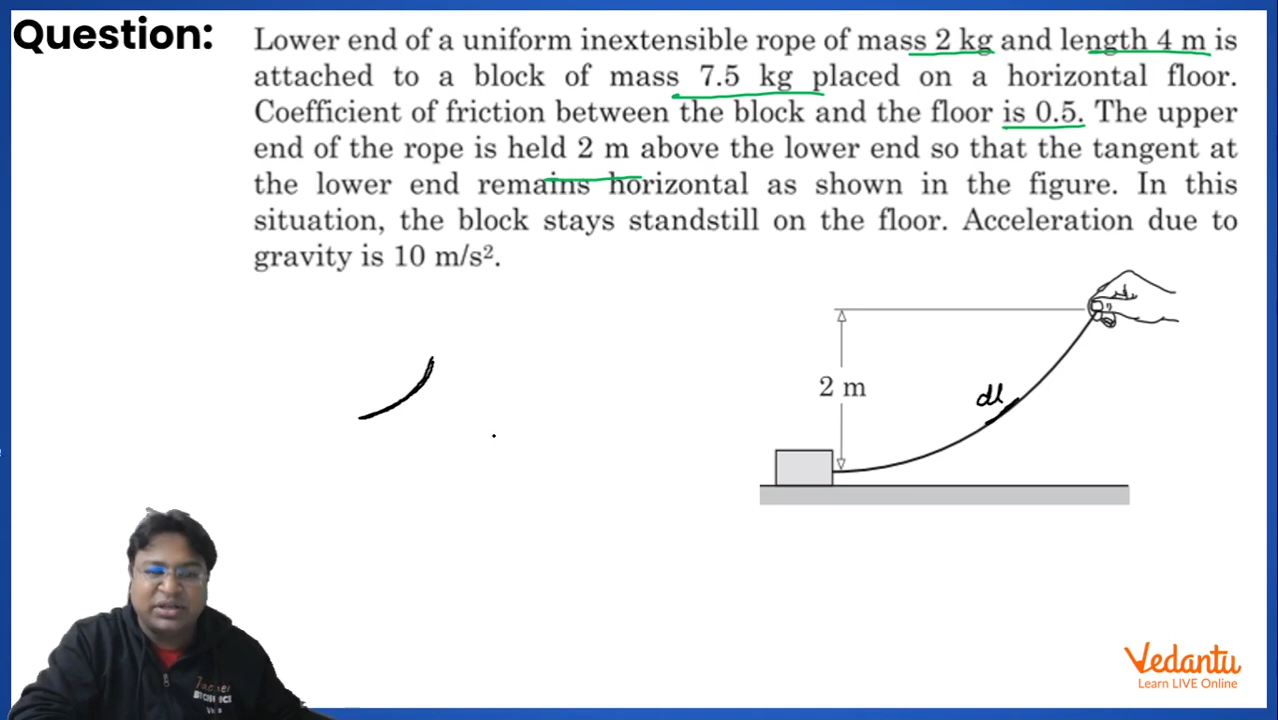 Question:
Lower end of a uniform inextensible rope of mass 2 kg and length 4 m is
attached to a block of mass 7.5 kg placed on a horizontal floor.
Coefficient of friction between the block and the floor is 0.5. The upper
end of the rope is held 2 m above the lower end so that the tangent at
the lower end remains horizontal as shown in the figure. In this
situation, the block stays standstill on the floor. Acceleration due to
gravity is 10 m/s².
2 m
dl
Vedantu
Learn LIVE Online